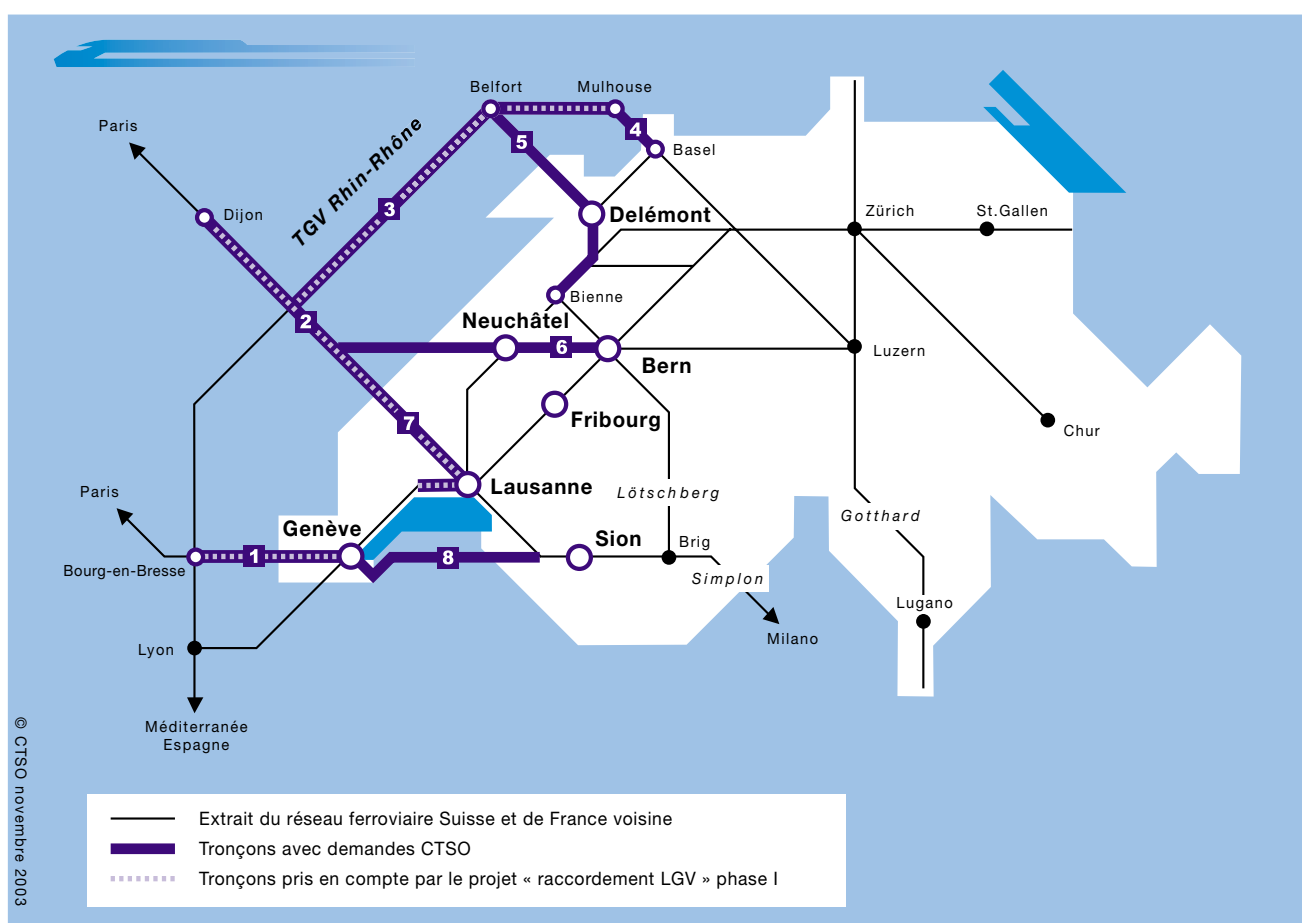 Belfort
Mulhouse
Paris
4
5
Basel
TGV Rhin-Rhône
3
Dijon
Delémont
Zürich
St.Gallen
Bienne
2
Neuchâtel
6
Bern
Luzern
Fribourg
7
Chur
Lausanne
Paris
Lötschberg
Gotthard
Genève
Sion
Brig
1
8
Bourg-en-Bresse
Simplon
Lugano
Milano
Lyon
Méditerranée
Espagne
© CTSO novembre 2003
Extrait du réseau ferroviaire Suisse et de France voisine
Tronçons avec demandes CTSO
Tronçons pris en compte par le projet « raccordement LGV » phase I